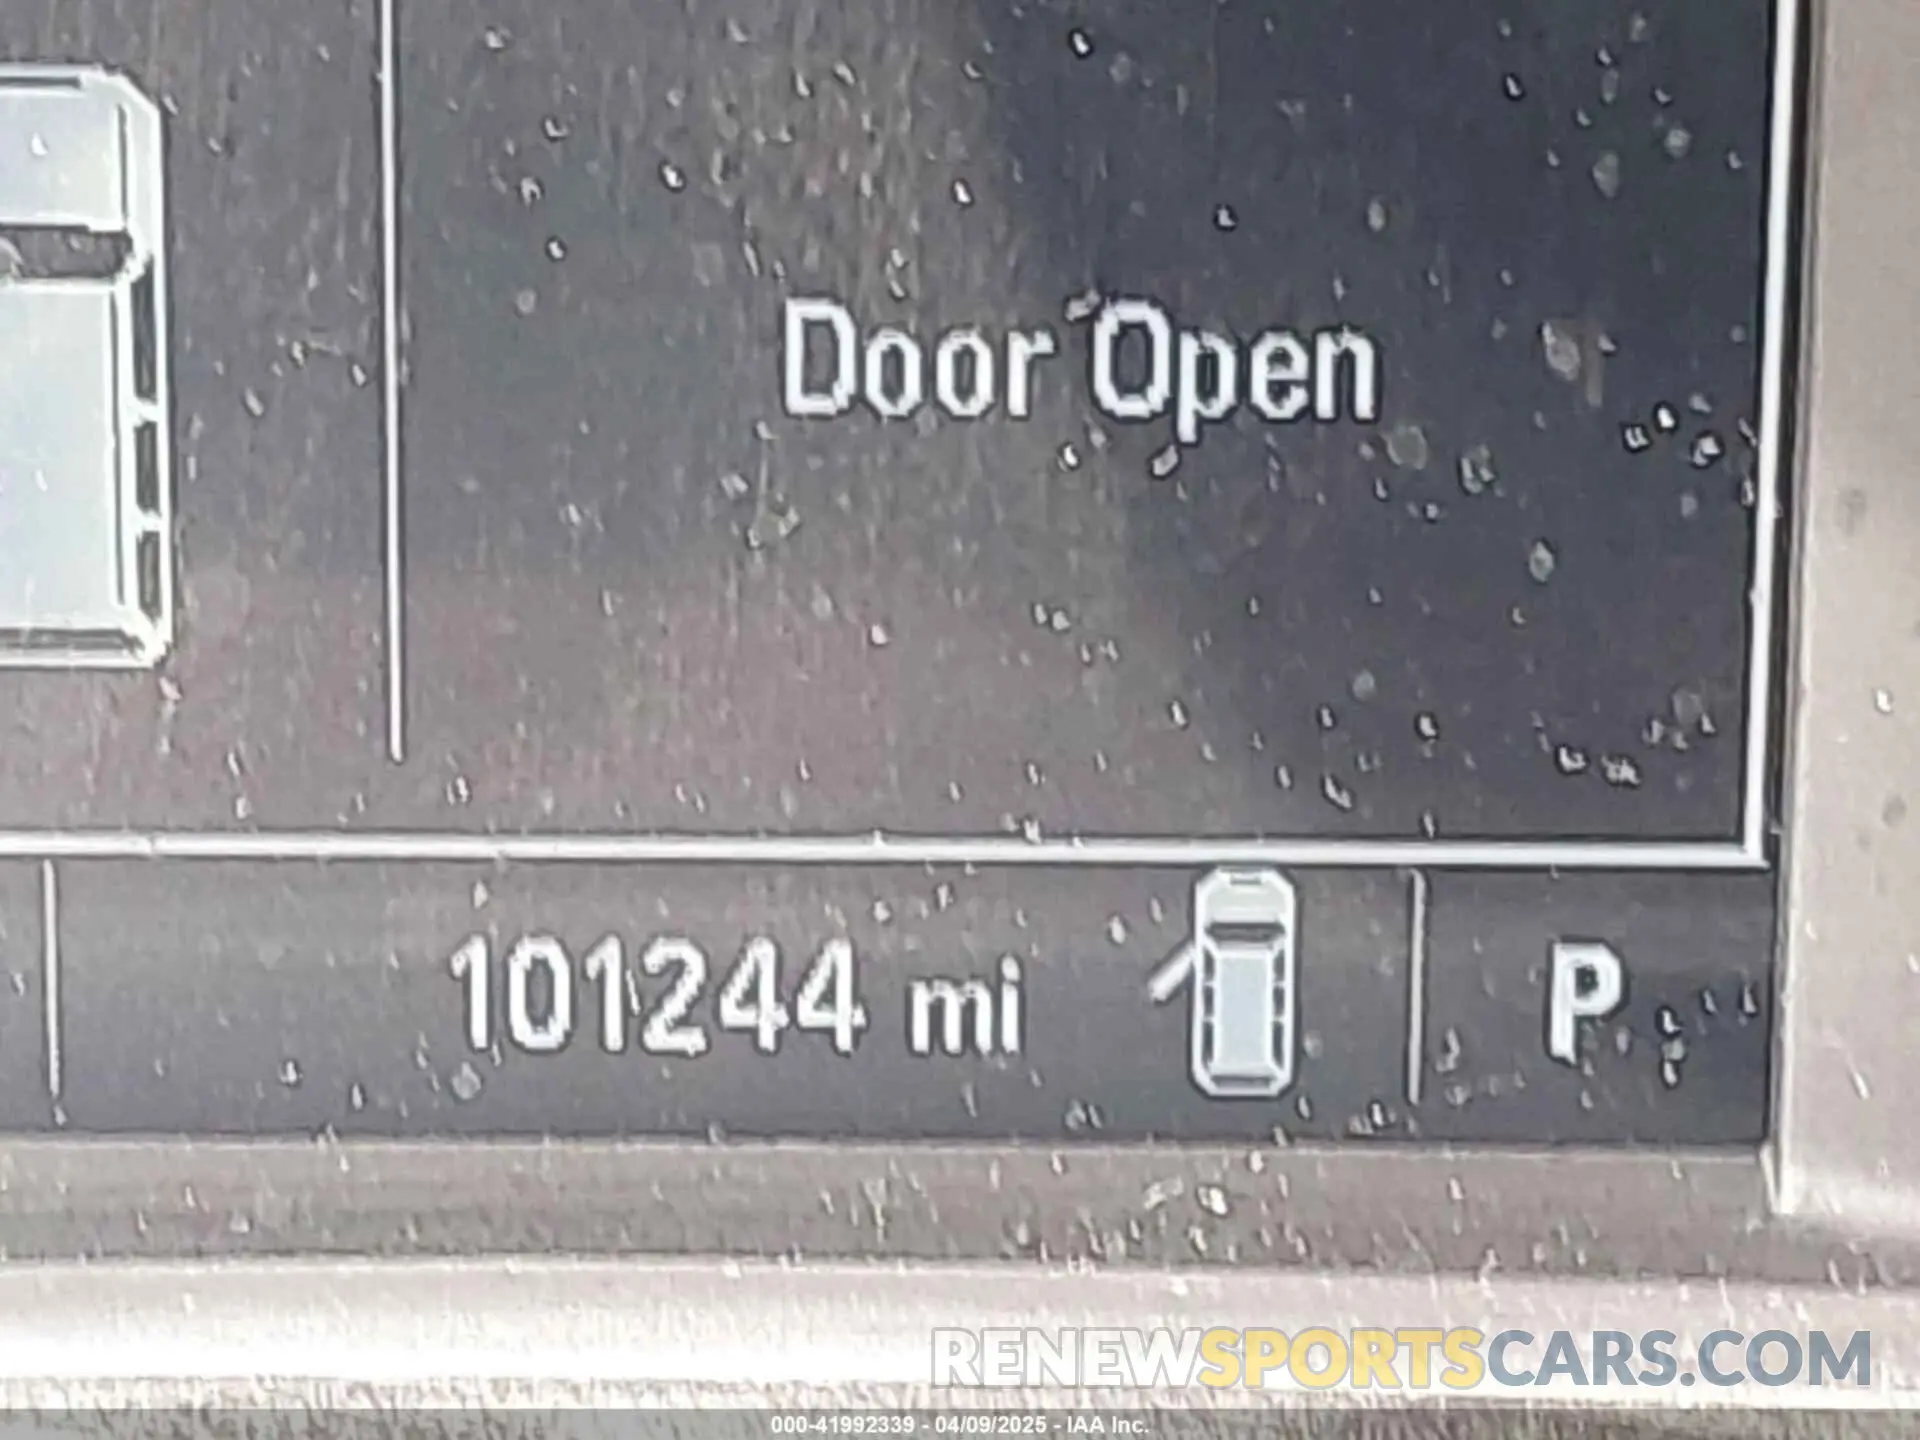 Door Open
101244 mi P
RENEWSPORTSCARS.COM
000-41992339 - 04/09/2025 - IAA Inc.